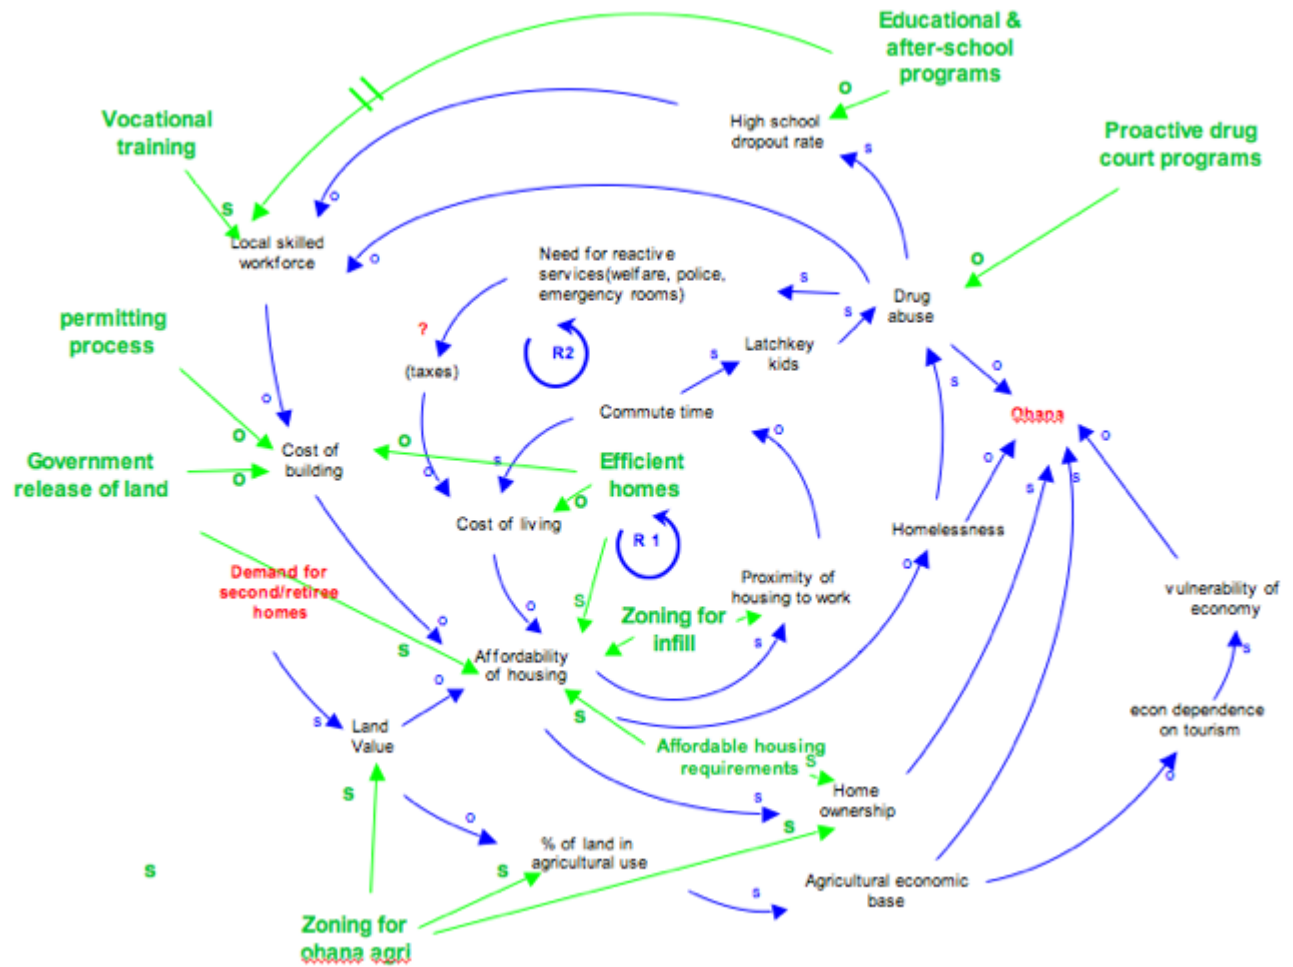 Educational &
after-school
programs
o
Vocational
training
High school
dropout rate
s
Proactive drug
court programs
o
s
o
Local skilled
workforce
o
Need for reactive
services(welfare, police,
emergency rooms)
s
Drug
abuse
s
permitting
process
?
R2
Latchkey
kids
s
(taxes)
o
s
o
Commute time
Ohana
o
o
o
Cost of
building
o
s
Efficient
homes
o
o
s
s
Government
release of land
o
o
Cost of living
R 1
Homelessness
o
Demand for
second/retiree
homes
o
s
Proximity of
housing to work
vulnerability of
economy
Zoning for
infill
o
s
s
s
Affordability
of housing
o
s
s
Land
Value
econ dependence
on tourism
Affordable housing
requirements
s
o
s
s
Home
ownership
o
s
% of land in
agricultural use
s
s
s
Agricultural economic
base
Zoning for
ohana agri